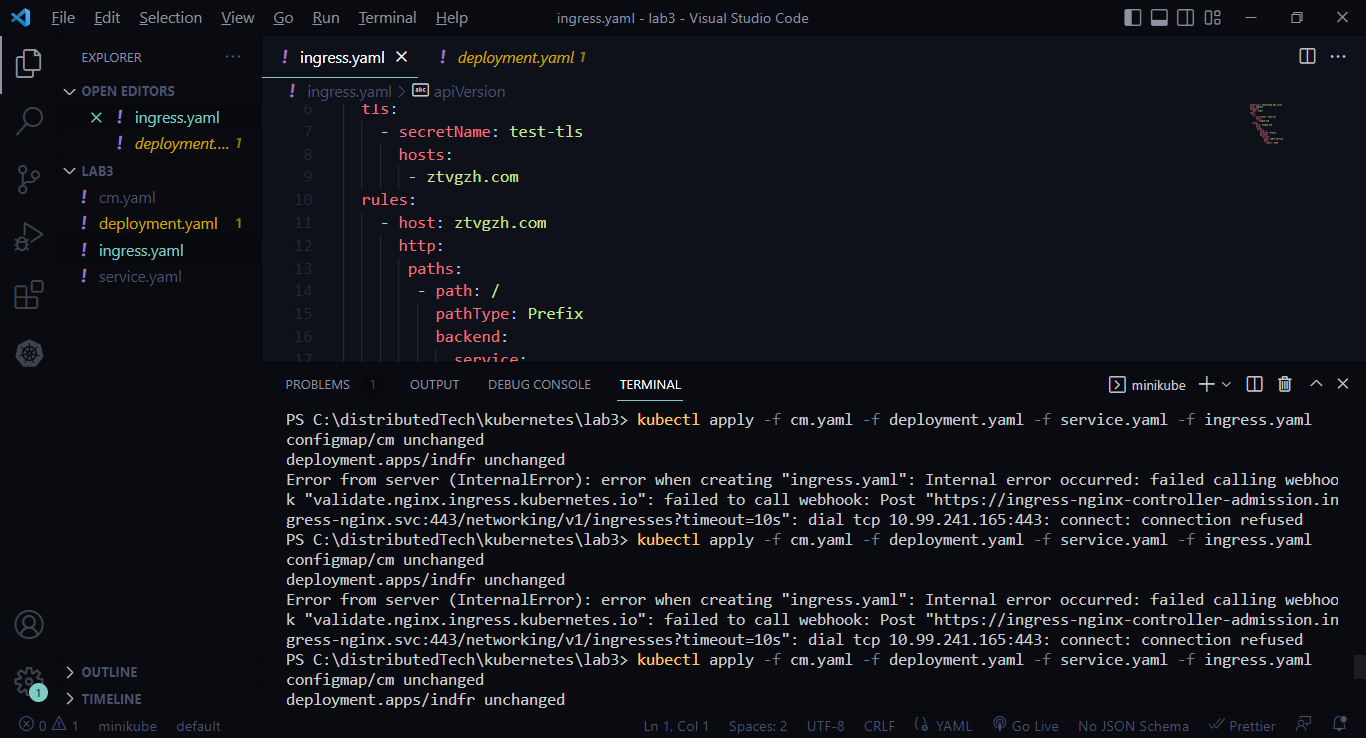 File Edit Selection View Go Run Terminal Help
ingress.yaml - lab3 - Visual Studio Code
EXPLORER
OPEN EDITORS
ingress.yaml
deployment.... 1
LAB3
cm.yaml
deployment.yaml 1
ingress.yaml
service.yaml
OUTLINE
TIMELINE
ingress.yaml
deployment.yaml 1
ingress.yaml > apiVersion
6 tls:
7 - secretName: test-tls
8 hosts:
9 - ztvgzh.com
10 rules:
11 - host: ztvgzh.com
12 http:
13 paths:
14 - path: /
15 pathType: Prefix
16 backend:
17 service:
PROBLEMS 1 OUTPUT DEBUG CONSOLE TERMINAL
minikube
PS C:\distributedTech\kubernetes\lab3> kubectl apply -f cm.yaml -f deployment.yaml -f service.yaml -f ingress.yaml
configmap/cm unchanged
deployment.apps/indfr unchanged
Error from server (InternalError): error when creating "ingress.yaml": Internal error occurred: failed calling webhoo
k "validate.nginx.ingress.kubernetes.io": failed to call webhook: Post "https://ingress-nginx-controller-admission.in
gress-nginx.svc:443/networking/v1/ingresses?timeout=10s": dial tcp 10.99.241.165:443: connect: connection refused
PS C:\distributedTech\kubernetes\lab3> kubectl apply -f cm.yaml -f deployment.yaml -f service.yaml -f ingress.yaml
configmap/cm unchanged
deployment.apps/indfr unchanged
Error from server (InternalError): error when creating "ingress.yaml": Internal error occurred: failed calling webhoo
k "validate.nginx.ingress.kubernetes.io": failed to call webhook: Post "https://ingress-nginx-controller-admission.in
gress-nginx.svc:443/networking/v1/ingresses?timeout=10s": dial tcp 10.99.241.165:443: connect: connection refused
PS C:\distributedTech\kubernetes\lab3> kubectl apply -f cm.yaml -f deployment.yaml -f service.yaml -f ingress.yaml
configmap/cm unchanged
deployment.apps/indfr unchanged
1
0 1 minikube default
Ln 1, Col 1 Spaces: 2 UTF-8 CRLF YAML Go Live No JSON Schema Prettier